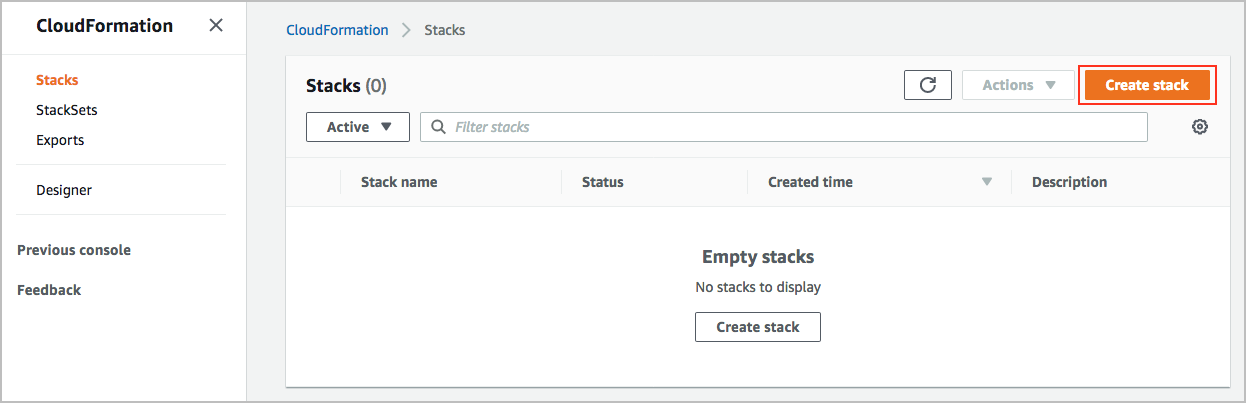 CloudFormation
Stacks
StackSets
Exports
Designer
Previous console
Feedback
CloudFormation > Stacks
Stacks (0) Actions Create stack
Active Filter stacks
Stack name Status Created time Description
Empty stacks
No stacks to display
Create stack